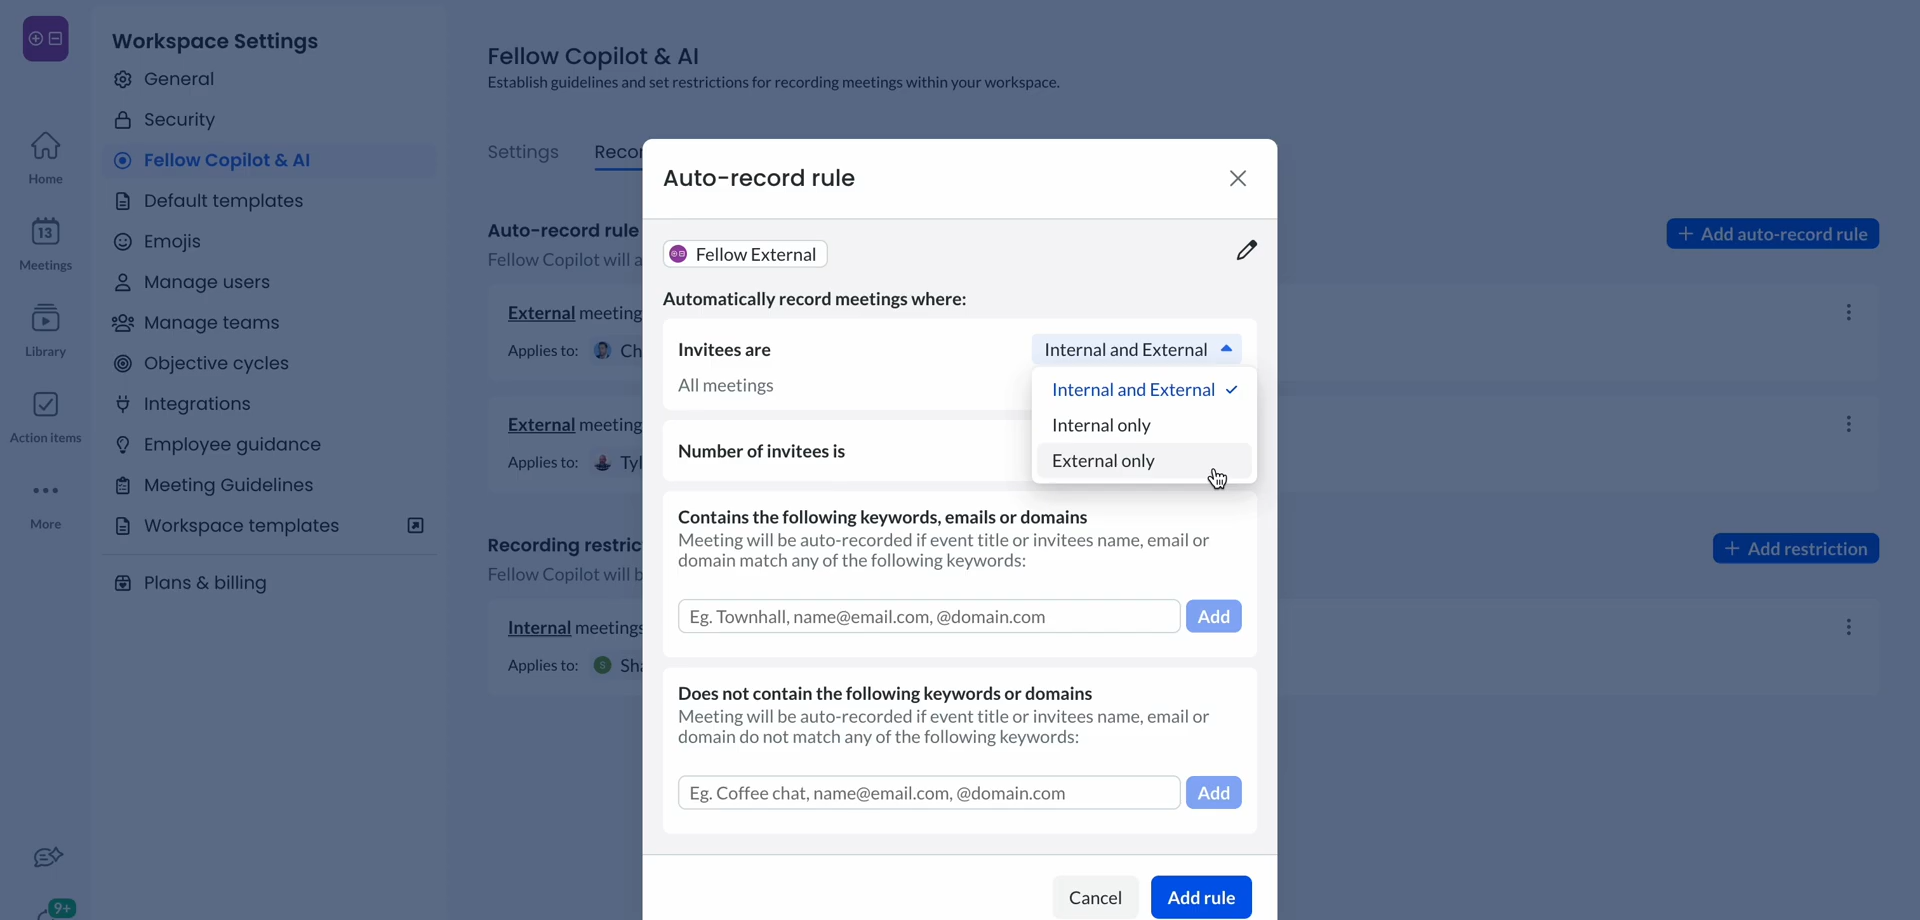 Workspace Settings
General
Security
Fellow Copilot & AI
Default templates
Emojis
Manage users
Manage teams
Objective cycles
Integrations
Employee guidance
Meeting Guidelines
Workspace templates
Plans & billing
Home
13
Meetings
Library
Action items
More
9+
Fellow Copilot & AI
Establish guidelines and set restrictions for recording meetings within your workspace.
Settings
Recor
Auto-record rule
+ Add auto-record rule
Fellow Copilot will a
External meeting
Applies to: Ch
External meeting
Applies to: Tyl
Recording restric
+ Add restriction
Fellow Copilot will b
Internal meetings
Applies to: S Sha
Auto-record rule
Fellow External
Automatically record meetings where:
Invitees are
Internal and External
All meetings
Internal and External
Internal only
External only
Number of invitees is
Contains the following keywords, emails or domains
Meeting will be auto-recorded if event title or invitees name, email or
domain match any of the following keywords:
Eg. Townhall, name@email.com, @domain.com
Add
Does not contain the following keywords or domains
Meeting will be auto-recorded if event title or invitees name, email or
domain do not match any of the following keywords:
Eg. Coffee chat, name@email.com, @domain.com
Add
Cancel
Add rule